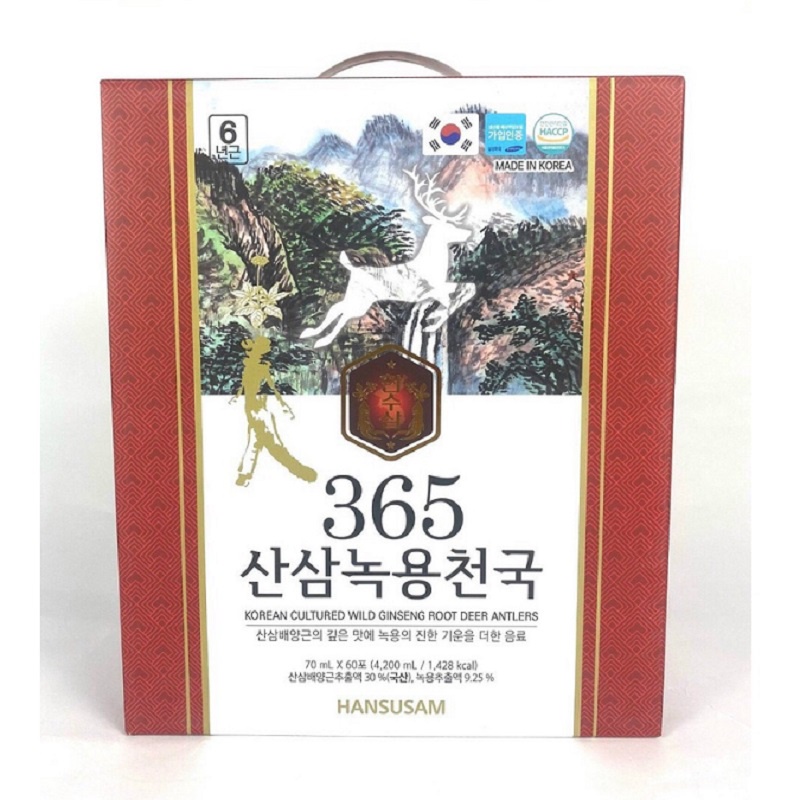 6
년근
가입인증
HACCP
MADE IN KOREA
한수삼
365
산삼녹용천국
KOREAN CULTURED WILD GINSENG ROOT DEER ANTLERS
산삼배양근의 깊은 맛에 녹용의 진한 기운을 더한 음료
70 mL X 60포 (4,200 mL / 1,428 kcal)
산삼배양근추출액 30 %(국산), 녹용추출액 9.25 %
HANSUSAM